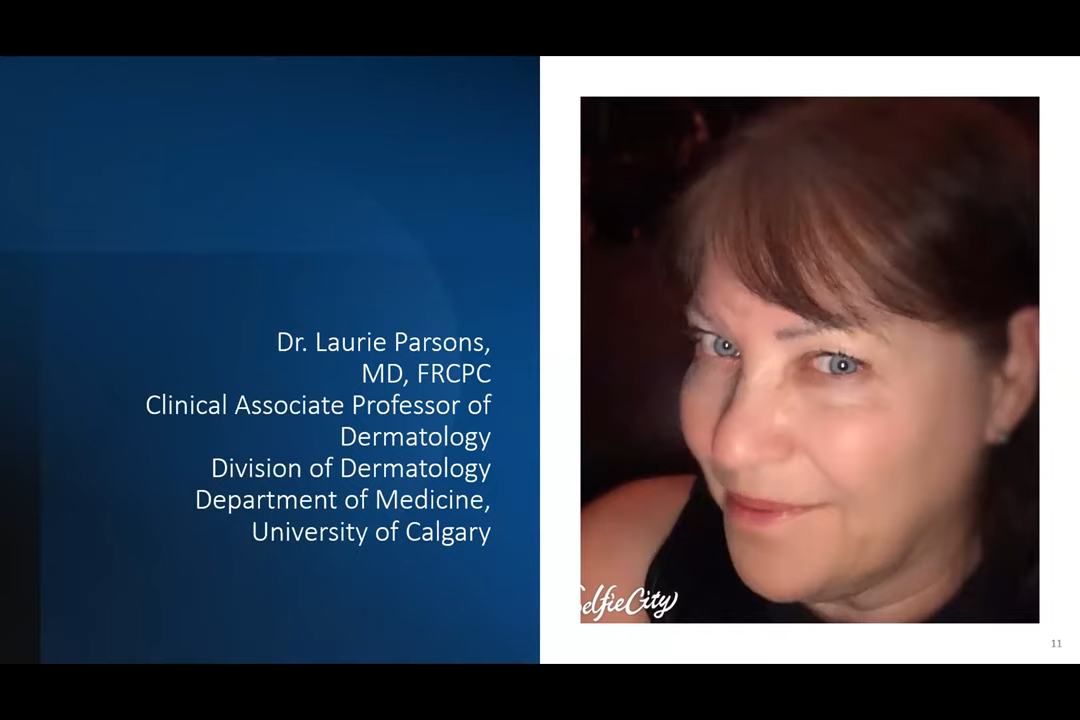 Dr. Laurie Parsons,
MD, FRCPC
Clinical Associate Professor of
Dermatology
Division of Dermatology
Department of Medicine,
University of Calgary
SelfieCity
11